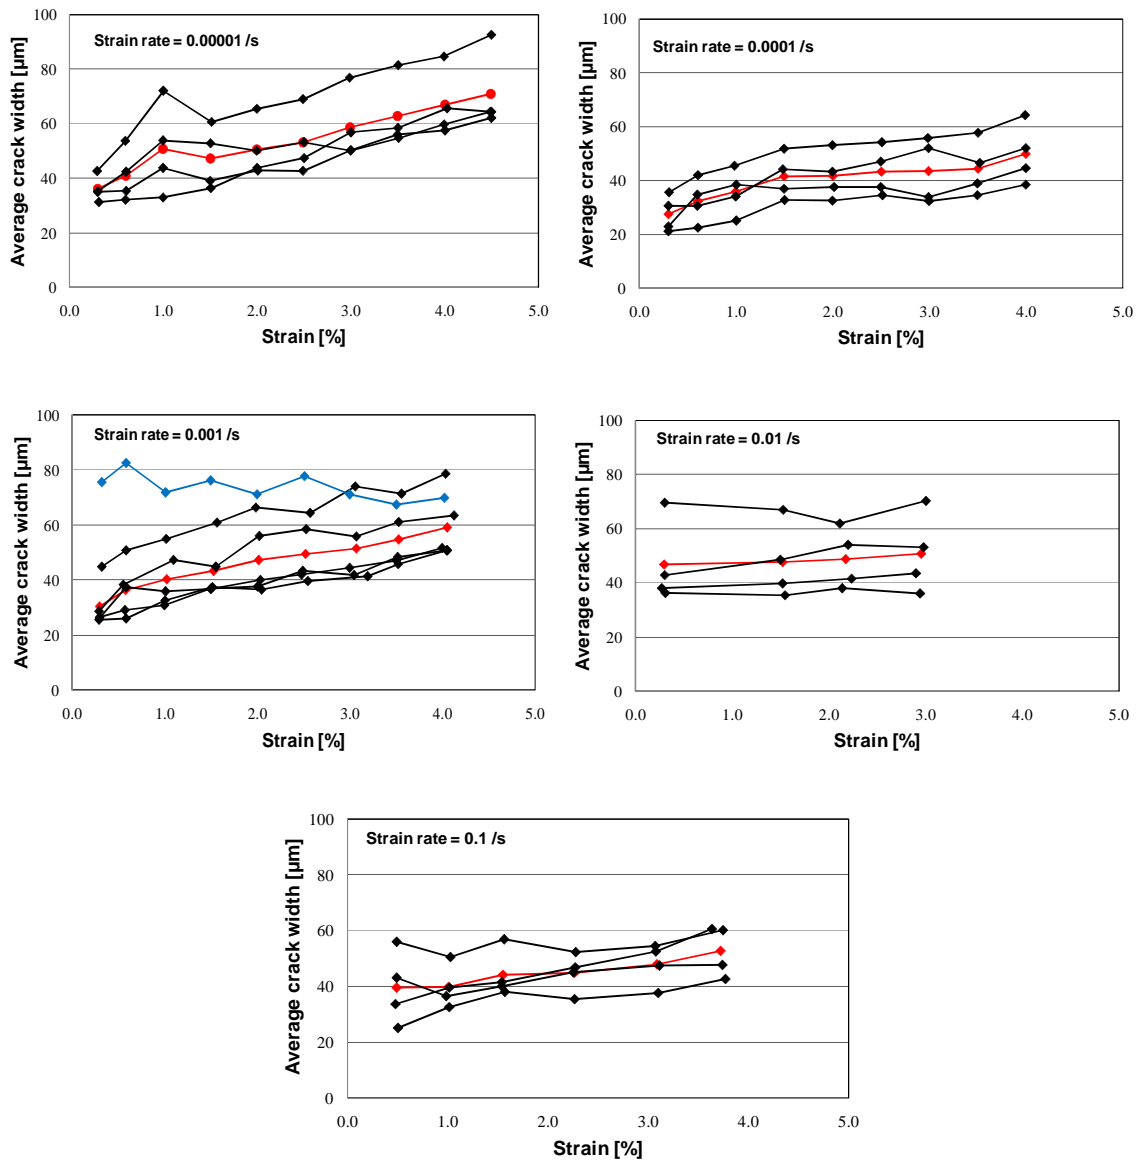 Strain rate = 0.00001 /s
Average crack width [µm]
100
80
60
40
20
0
0.0 1.0 2.0 3.0 4.0 5.0
Strain [%]
Strain rate = 0.0001 /s
Average crack width [µm]
100
80
60
40
20
0
0.0 1.0 2.0 3.0 4.0 5.0
Strain [%]
Strain rate = 0.001 /s
Average crack width [µm]
100
80
60
40
20
0
0.0 1.0 2.0 3.0 4.0 5.0
Strain [%]
Strain rate = 0.01 /s
Average crack width [µm]
100
80
60
40
20
0
0.0 1.0 2.0 3.0 4.0 5.0
Strain [%]
Strain rate = 0.1 /s
Average crack width [µm]
100
80
60
40
20
0
0.0 1.0 2.0 3.0 4.0 5.0
Strain [%]